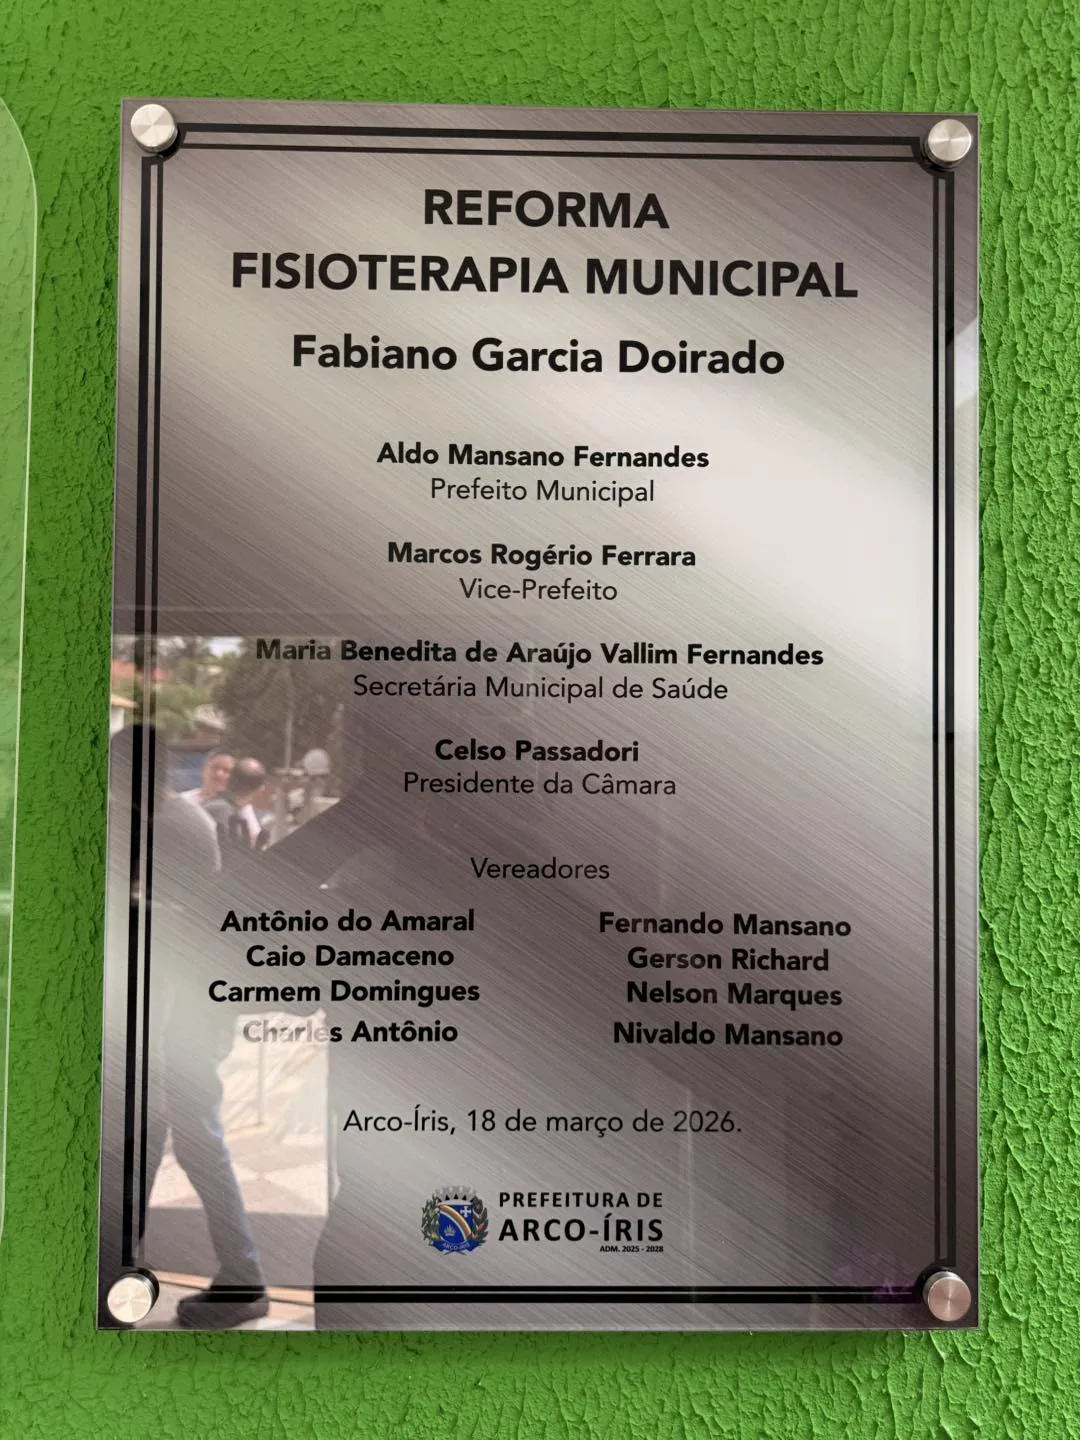 REFORMA
FISIOTERAPIA MUNICIPAL
Fabiano Garcia Doirado
Aldo Mansano Fernandes
Prefeito Municipal
Marcos Rogério Ferrara
Vice-Prefeito
Maria Benedita de Araújo Vallim Fernandes
Secretária Municipal de Saúde
Celso Passadori
Presidente da Câmara
Vereadores
Antônio do Amaral
Caio Damaceno
Carmem Domingues
Charles Antônio
Fernando Mansano
Gerson Richard
Nelson Marques
Nivaldo Mansano
Arco-Íris, 18 de março de 2026.
PREFEITURA DE
ARCO-ÍRIS
ADM. 2025 - 2028
ARCO-ÍRIS